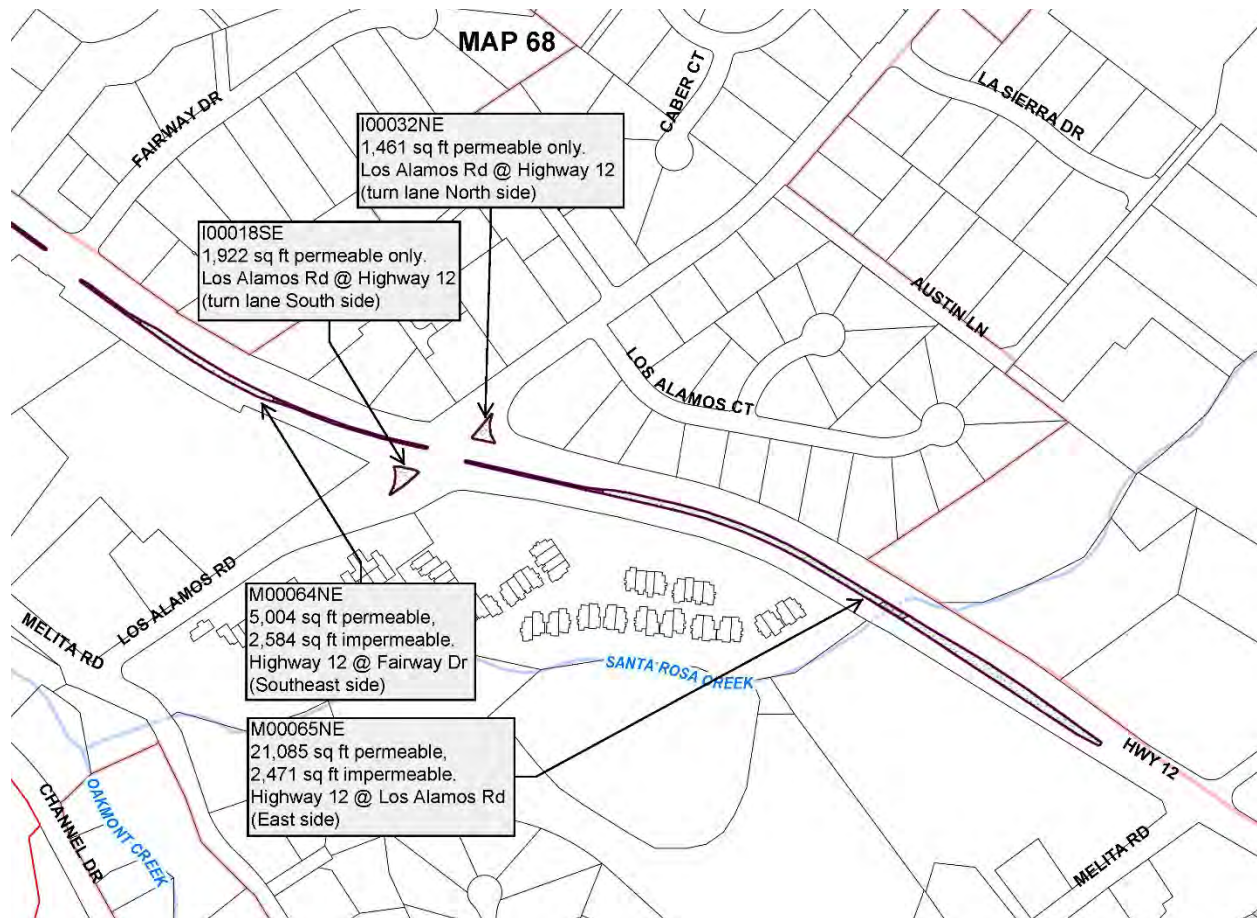 MAP 68
FAIRWAY DR
CABER CT
LA SIERRA DR
I00032NE
1,461 sq ft permeable only.
Los Alamos Rd @ Highway 12
(turn lane North side)
I00018SE
1,922 sq ft permeable only.
Los Alamos Rd @ Highway 12
(turn lane South side)
AUSTIN LN
LOS ALAMOS CT
LOS ALAMOS RD
MELITA RD
M00064NE
5,004 sq ft permeable,
2,584 sq ft impermeable.
Highway 12 @ Fairway Dr
(Southeast side)
SANTA ROSA CREEK
M00065NE
21,085 sq ft permeable,
2,471 sq ft impermeable.
Highway 12 @ Los Alamos Rd
(East side)
HWY 12
CHANNEL DR
OAKMONT CREEK
MELITA RD